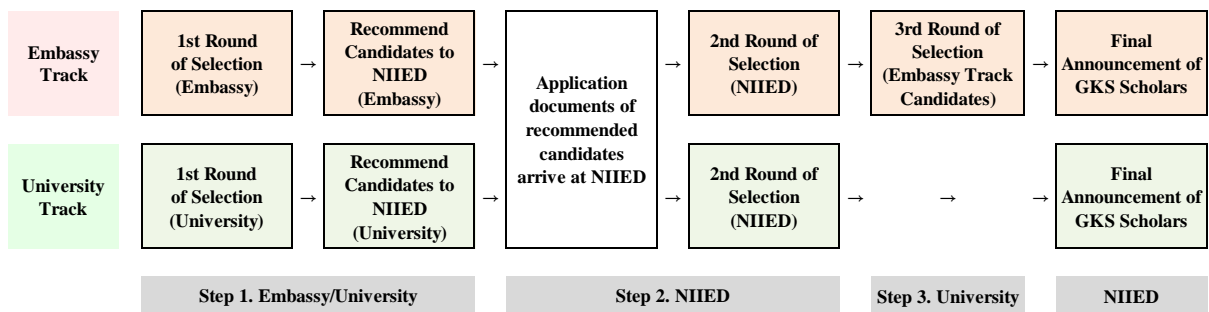 Embassy
Track
1st Round
of Selection
(Embassy)
→
Recommend
Candidates to
NIIED
(Embassy)
→
Application
documents of
recommended
candidates
arrive at NIIED
→
2nd Round of
Selection
(NIIED)
→
3rd Round of
Selection
(Embassy Track
Candidates)
→
Final
Announcement of
GKS Scholars
University
Track
1st Round
of Selection
(University)
→
Recommend
Candidates to
NIIED
(University)
→
→
2nd Round of
Selection
(NIIED)
→
→
→
Final
Announcement of
GKS Scholars
Step 1. Embassy/University
Step 2. NIIED
Step 3. University
NIIED